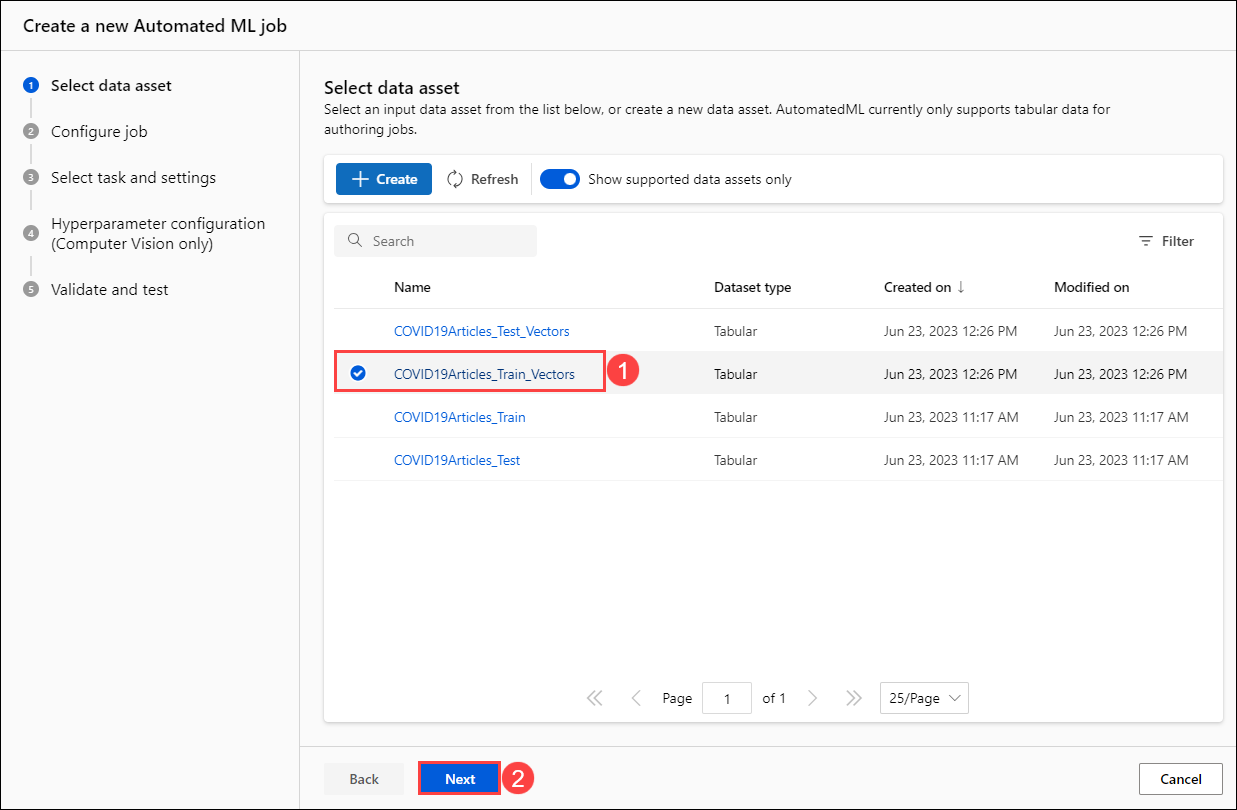 Create a new Automated ML job
1 Select data asset
2 Configure job
3 Select task and settings
4 Hyperparameter configuration
(Computer Vision only)
5 Validate and test
Select data asset
Select an input data asset from the list below, or create a new data asset. AutomatedML currently only supports tabular data for
authoring jobs.
Create Refresh Show supported data assets only
Search Filter
Name Dataset type Created on Modified on
COVID19Articles_Test_Vectors Tabular Jun 23, 2023 12:26 PM Jun 23, 2023 12:26 PM
COVID19Articles_Train_Vectors 1 Tabular Jun 23, 2023 12:26 PM Jun 23, 2023 12:26 PM
COVID19Articles_Train Tabular Jun 23, 2023 11:17 AM Jun 23, 2023 11:17 AM
COVID19Articles_Test Tabular Jun 23, 2023 11:17 AM Jun 23, 2023 11:17 AM
Page 1 of 1 25/Page
Back Next 2 Cancel